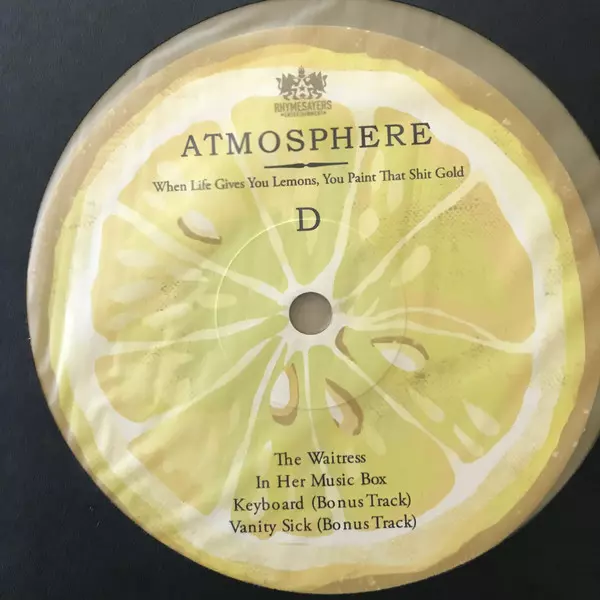 RHYMESAYERS
ENTERTAINMENT
ATMOSPHERE
When Life Gives You Lemons, You Paint That Shit Gold
D
The Waitress
In Her Music Box
Keyboard (Bonus Track)
Vanity Sick (Bonus Track)